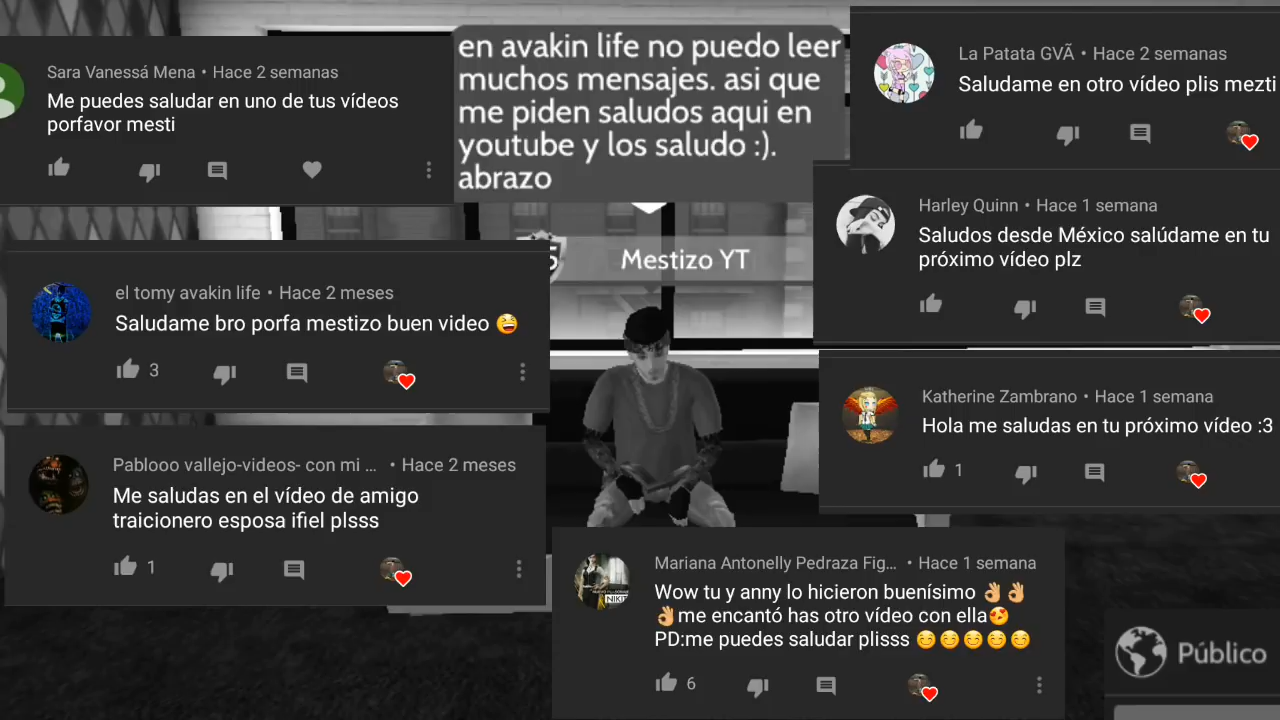 Sara Vanessá Mena • Hace 2 semanas
Me puedes saludar en uno de tus vídeos
porfavor mesti
en avakin life no puedo leer
muchos mensajes. asi que
me piden saludos aqui en
youtube y los saludo :).
abrazo
La Patata GVÃ • Hace 2 semanas
Saludame en otro vídeo plis mezti
Harley Quinn • Hace 1 semana
Saludos desde México salúdame en tu
próximo vídeo plz
5
Mestizo YT
el tomy avakin life • Hace 2 meses
Saludame bro porfa mestizo buen video 😆
3
Katherine Zambrano • Hace 1 semana
Hola me saludas en tu próximo vídeo :3
1
Pablooo vallejo-videos- con mi ... • Hace 2 meses
Me saludas en el vídeo de amigo
traicionero esposa ifiel plsss
1
Mariana Antonelly Pedraza Fig... • Hace 1 semana
Wow tu y anny lo hicieron buenísimo 👌👌
👌me encantó has otro vídeo con ella😍
PD:me puedes saludar plisss 😊😊😊😊😊
6
NIKIT
Público